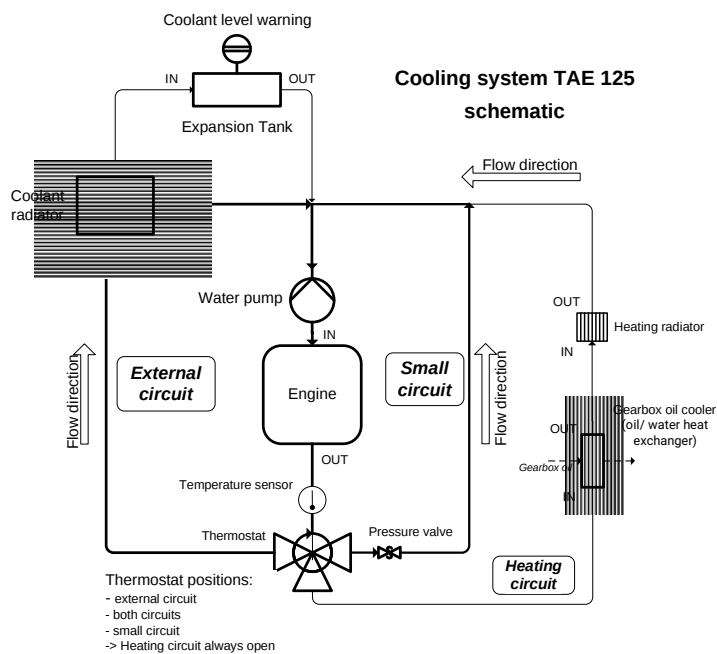 Coolant level warning
IN
OUT
Expansion Tank
Cooling system TAE 125
schematic
Flow direction
Coolant
radiator
Water pump
IN
OUT
Heating radiator
IN
External
circuit
Small
circuit
Flow direction
Flow direction
Engine
Gearbox oil cooler
(oil/ water heat
exchanger)
OUT
Gearbox oil
IN
OUT
Temperature sensor
Thermostat
Pressure valve
Heating
circuit
Thermostat positions:
- external circuit
- both circuits
- small circuit
-> Heating circuit always open